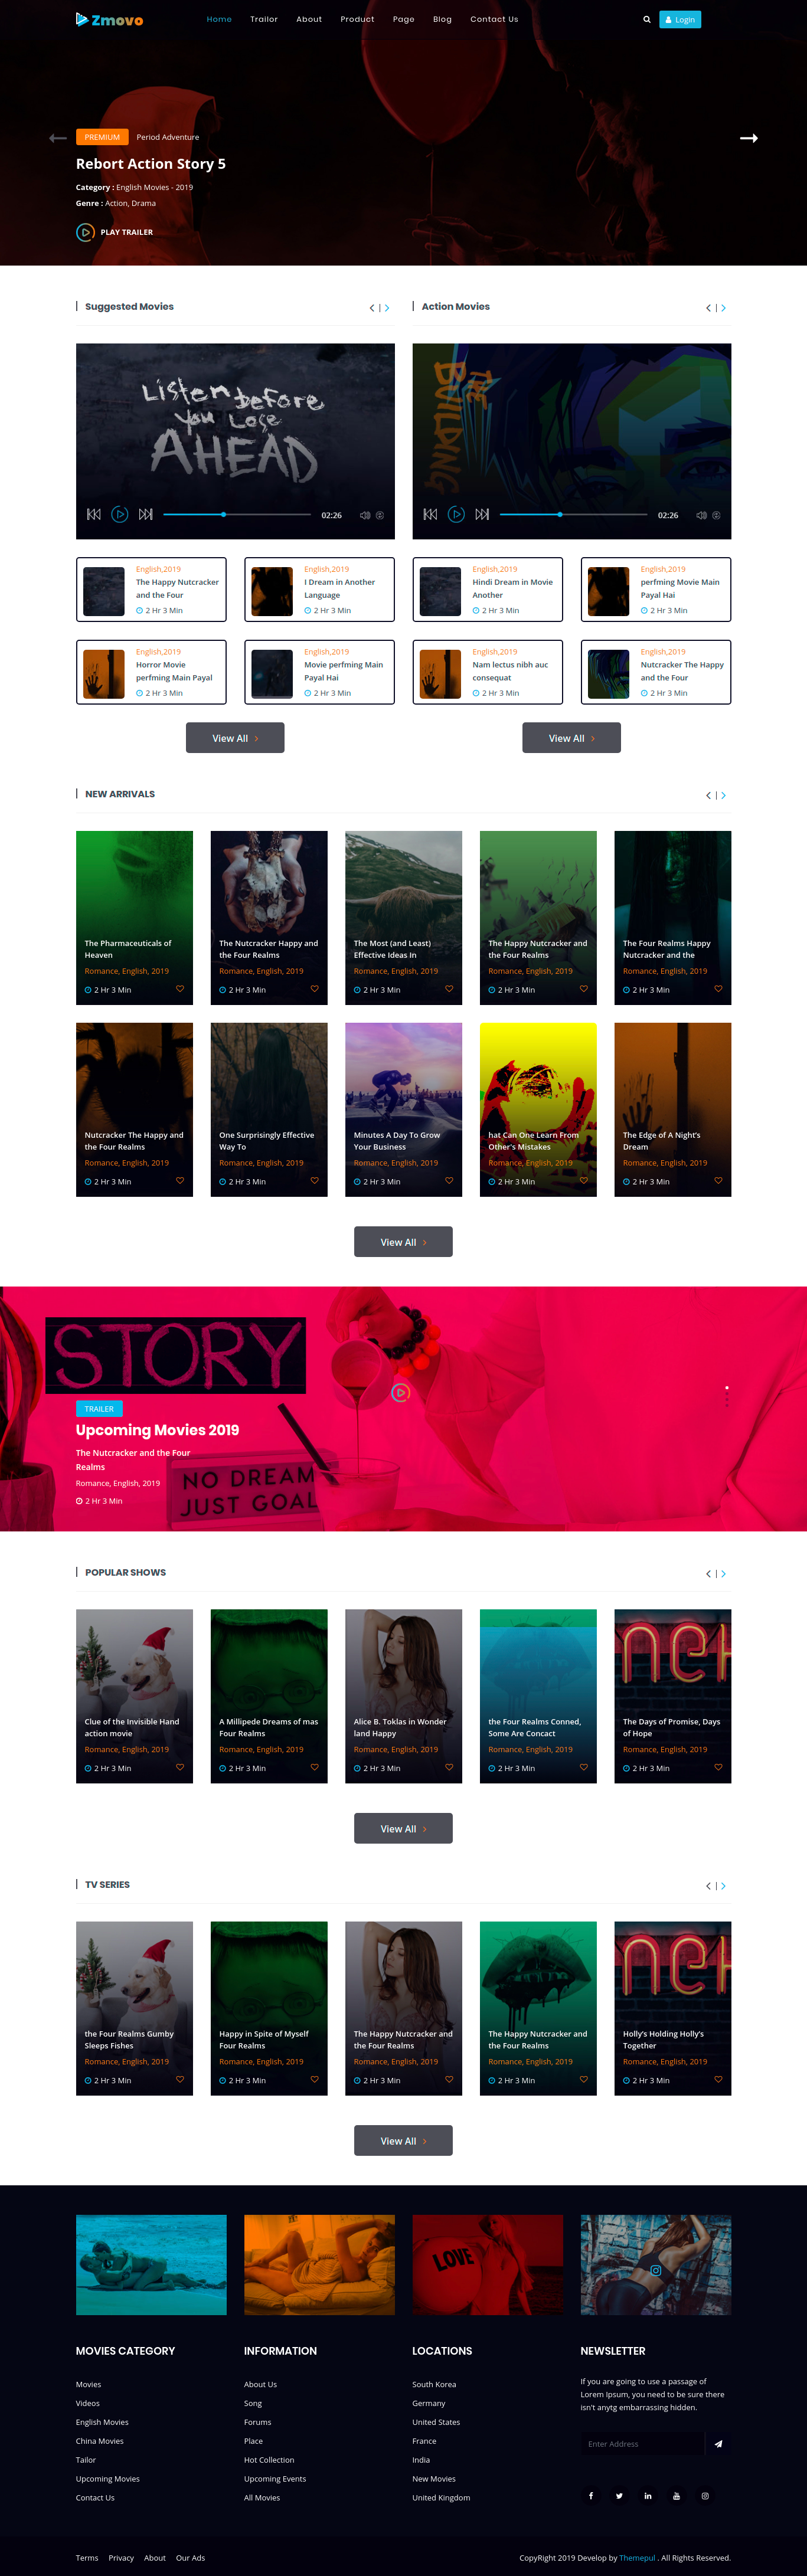 Zmovo
Home Trailor About Product Page Blog Contact Us
Login
PREMIUM Period Adventure
Rebort Action Story 5
Category : English Movies - 2019
Genre : Action, Drama
PLAY TRAILER
Suggested Movies
Listen before
You Lose
AHEAD
02:26
English,2019
The Happy Nutcracker
and the Four
2 Hr 3 Min
English,2019
I Dream in Another
Language
2 Hr 3 Min
English,2019
Horror Movie
perfming Main Payal
2 Hr 3 Min
English,2019
Movie perfming Main
Payal Hai
2 Hr 3 Min
View All
Action Movies
THE
BUILDING
02:26
English,2019
Hindi Dream in Movie
Another
2 Hr 3 Min
English,2019
perfming Movie Main
Payal Hai
2 Hr 3 Min
English,2019
Nam lectus nibh auc
consequat
2 Hr 3 Min
English,2019
Nutcracker The Happy
and the Four
2 Hr 3 Min
View All
NEW ARRIVALS
The Pharmaceuticals of
Heaven
Romance, English, 2019
2 Hr 3 Min
The Nutcracker Happy and
the Four Realms
Romance, English, 2019
2 Hr 3 Min
The Most (and Least)
Effective Ideas In
Romance, English, 2019
2 Hr 3 Min
The Happy Nutcracker and
the Four Realms
Romance, English, 2019
2 Hr 3 Min
The Four Realms Happy
Nutcracker and the
Romance, English, 2019
2 Hr 3 Min
Nutcracker The Happy and
the Four Realms
Romance, English, 2019
2 Hr 3 Min
One Surprisingly Effective
Way To
Romance, English, 2019
2 Hr 3 Min
Minutes A Day To Grow
Your Business
Romance, English, 2019
2 Hr 3 Min
hat Can One Learn From
Other's Mistakes
Romance, English, 2019
2 Hr 3 Min
The Edge of A Night's
Dream
Romance, English, 2019
2 Hr 3 Min
View All
STORY
TRAILER
Upcoming Movies 2019
The Nutcracker and the Four
Realms
Romance, English, 2019
2 Hr 3 Min
NO DREAM
JUST GOAL
POPULAR SHOWS
Clue of the Invisible Hand
action movie
Romance, English, 2019
2 Hr 3 Min
A Millipede Dreams of mas
Four Realms
Romance, English, 2019
2 Hr 3 Min
Alice B. Toklas in Wonder
land Happy
Romance, English, 2019
2 Hr 3 Min
the Four Realms Conned,
Some Are Concact
Romance, English, 2019
2 Hr 3 Min
The Days of Promise, Days
of Hope
Romance, English, 2019
2 Hr 3 Min
View All
TV SERIES
the Four Realms Gumby
Sleeps Fishes
Romance, English, 2019
2 Hr 3 Min
Happy in Spite of Myself
Four Realms
Romance, English, 2019
2 Hr 3 Min
The Happy Nutcracker and
the Four Realms
Romance, English, 2019
2 Hr 3 Min
The Happy Nutcracker and
the Four Realms
Romance, English, 2019
2 Hr 3 Min
Holly's Holding Holly's
Together
Romance, English, 2019
2 Hr 3 Min
View All
LOVE
MOVIES CATEGORY
Movies
Videos
English Movies
China Movies
Tailor
Upcoming Movies
Contact Us
INFORMATION
About Us
Song
Forums
Place
Hot Collection
Upcoming Events
All Movies
LOCATIONS
South Korea
Germany
United States
France
India
New Movies
United Kingdom
NEWSLETTER
If you are going to use a passage of
Lorem Ipsum, you need to be sure there
isn't anytg embarrassing hidden.
Enter Address
Terms Privacy About Our Ads
CopyRight 2019 Develop by Themepul . All Rights Reserved.